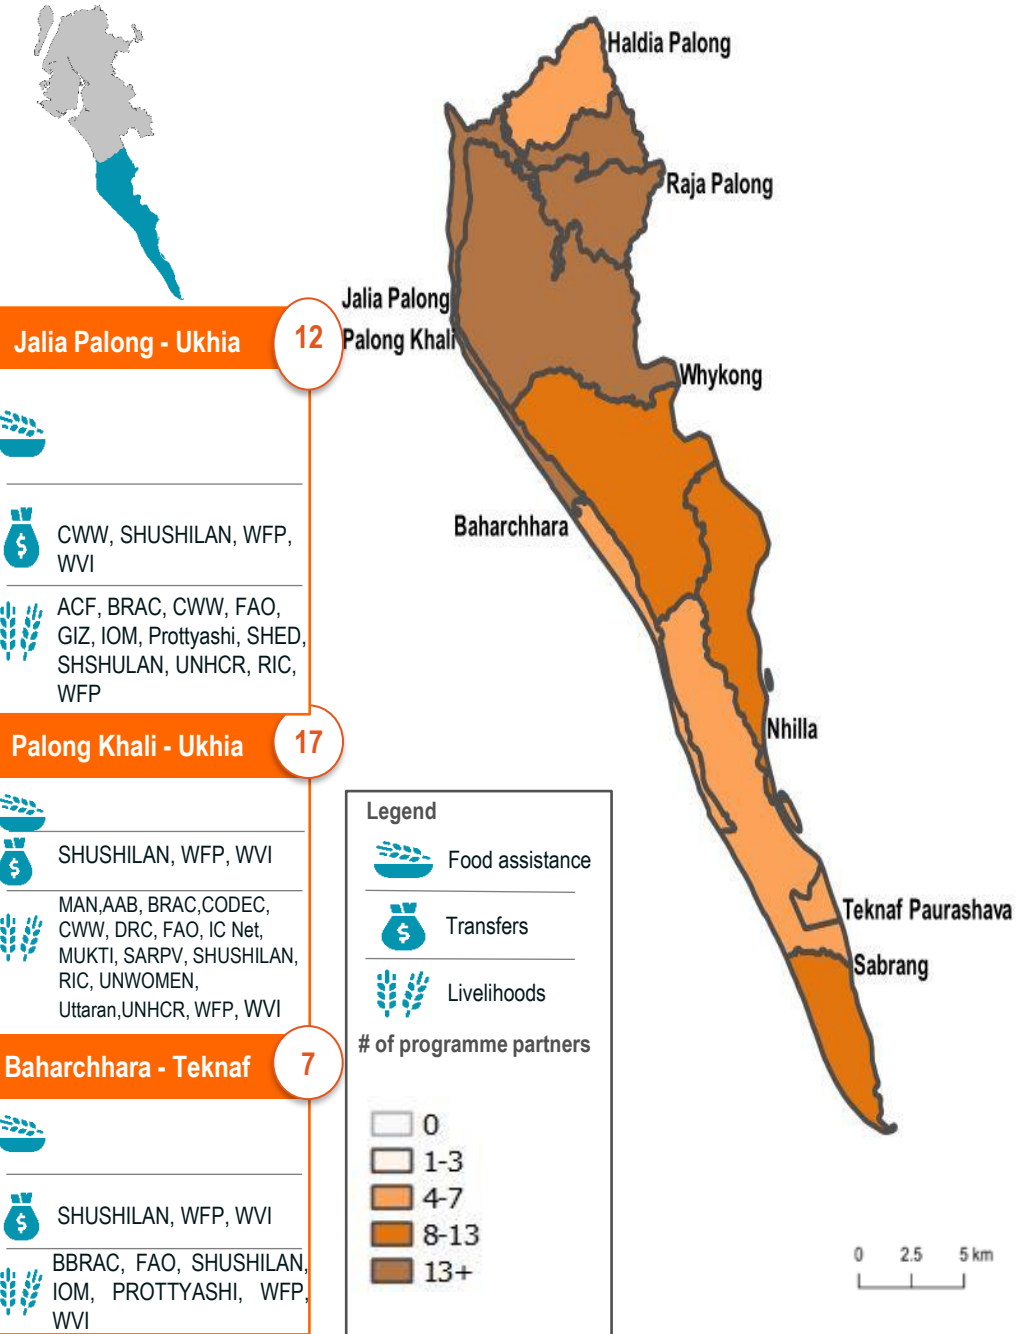 Haldia Palong
Raja Palong
Jalia Palong
Palong Khali
Whykong
Baharchhara
Nhilla
Teknaf Paurashava
Sabrang
Jalia Palong - Ukhia
12
CWW, SHUSHILAN, WFP,
WVI
ACF, BRAC, CWW, FAO,
GIZ, IOM, Prottyashi, SHED,
SHSHULAN, UNHCR, RIC,
WFP
Palong Khali - Ukhia
17
SHUSHILAN, WFP, WVI
MAN,AAB, BRAC,CODEC,
CWW, DRC, FAO, IC Net,
MUKTI, SARPV, SHUSHILAN,
RIC, UNWOMEN,
Uttaran,UNHCR, WFP, WVI
Baharchhara - Teknaf
7
SHUSHILAN, WFP, WVI
BBRAC, FAO, SHUSHILAN,
IOM, PROTTYASHI, WFP,
WVI
Legend
Food assistance
$ Transfers
Livelihoods
# of programme partners
0
1-3
4-7
8-13
13+
0 2.5 5 km